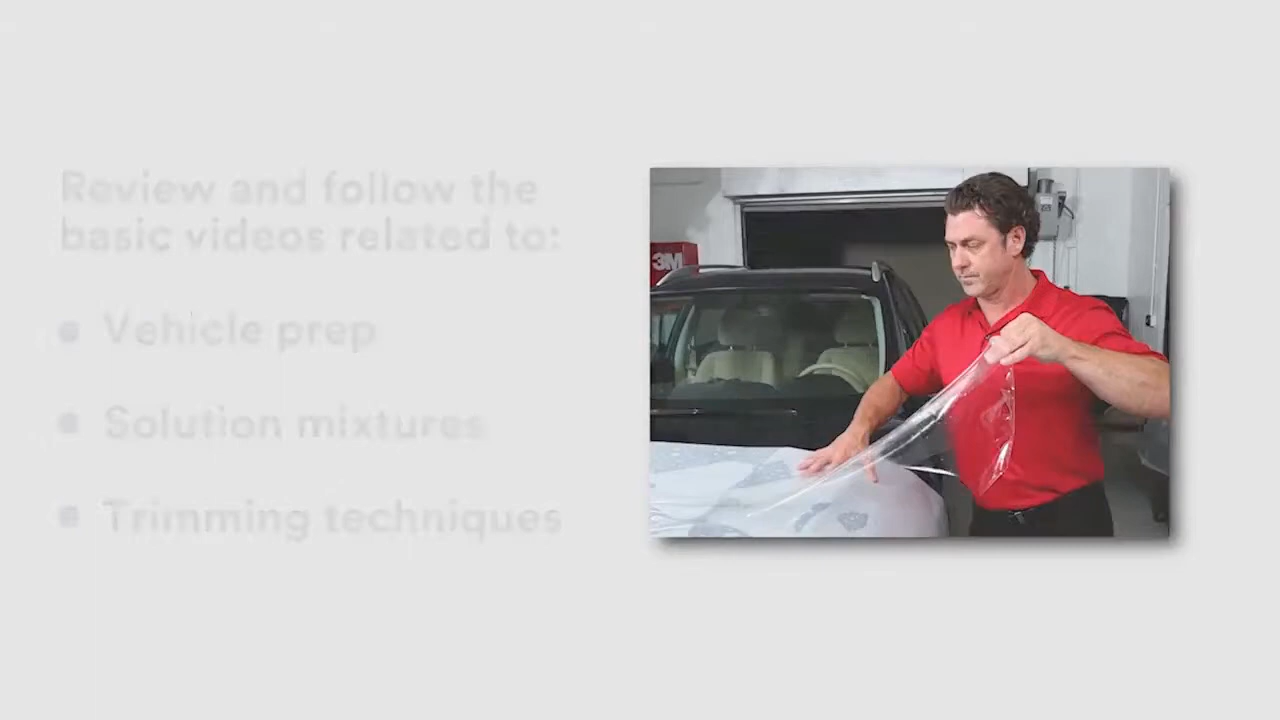 Review and follow the
basic videos related to:
Vehicle prep
Solution mixtures
Trimming techniques
3M